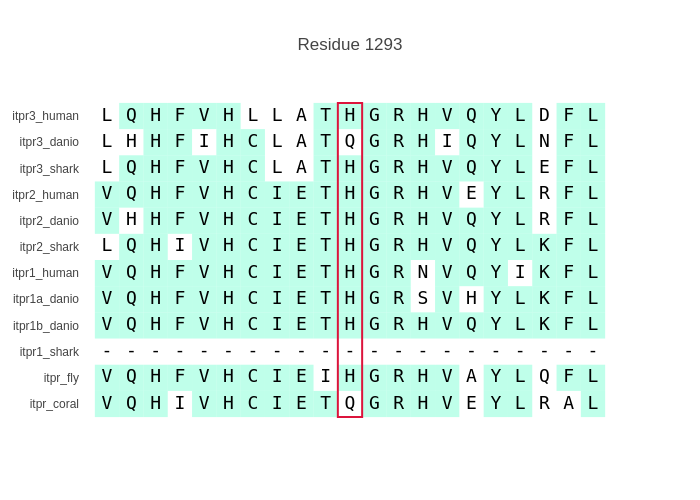 Residue 1293
itpr3_human L Q H F V H L L A T H G R H V Q Y L D F L
itpr3_danio L H H F I H C L A T Q G R H I Q Y L N F L
itpr3_shark L Q H F V H C L A T H G R H V Q Y L E F L
itpr2_human V Q H F V H C I E T H G R H V E Y L R F L
itpr2_danio V H H F V H C I E T H G R H V Q Y L R F L
itpr2_shark L Q H I V H C I E T H G R H V Q Y L K F L
itpr1_human V Q H F V H C I E T H G R N V Q Y I K F L
itpr1a_danio V Q H F V H C I E T H G R S V H Y L K F L
itpr1b_danio V Q H F V H C I E T H G R H V Q Y L K F L
itpr1_shark - - - - - - - - - - - - - - - - - - - - -
itpr_fly V Q H F V H C I E I H G R H V A Y L Q F L
itpr_coral V Q H I V H C I E T Q G R H V E Y L R A L